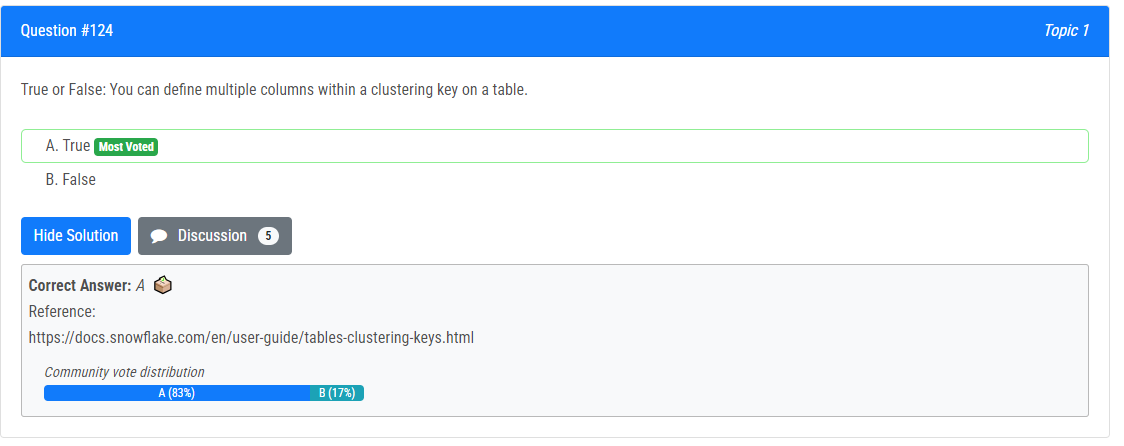 Question #124 Topic 1
True or False: You can define multiple columns within a clustering key on a table.
A. True Most Voted
B. False
Hide Solution Discussion 5
Correct Answer: A
Reference:
https://docs.snowflake.com/en/user-guide/tables-clustering-keys.html
Community vote distribution
A (83%) B (17%)